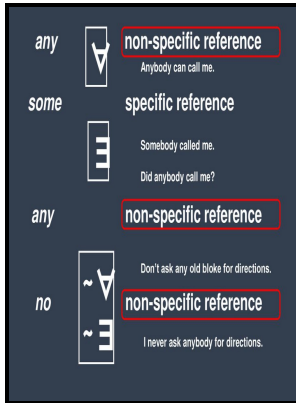 any ∀ non-specific reference
Anybody can call me.
some specific reference
∃ Somebody called me.
Did anybody call me?
any non-specific reference
~∀ Don't ask any old bloke for directions.
no non-specific reference
~∃ I never ask anybody for directions.